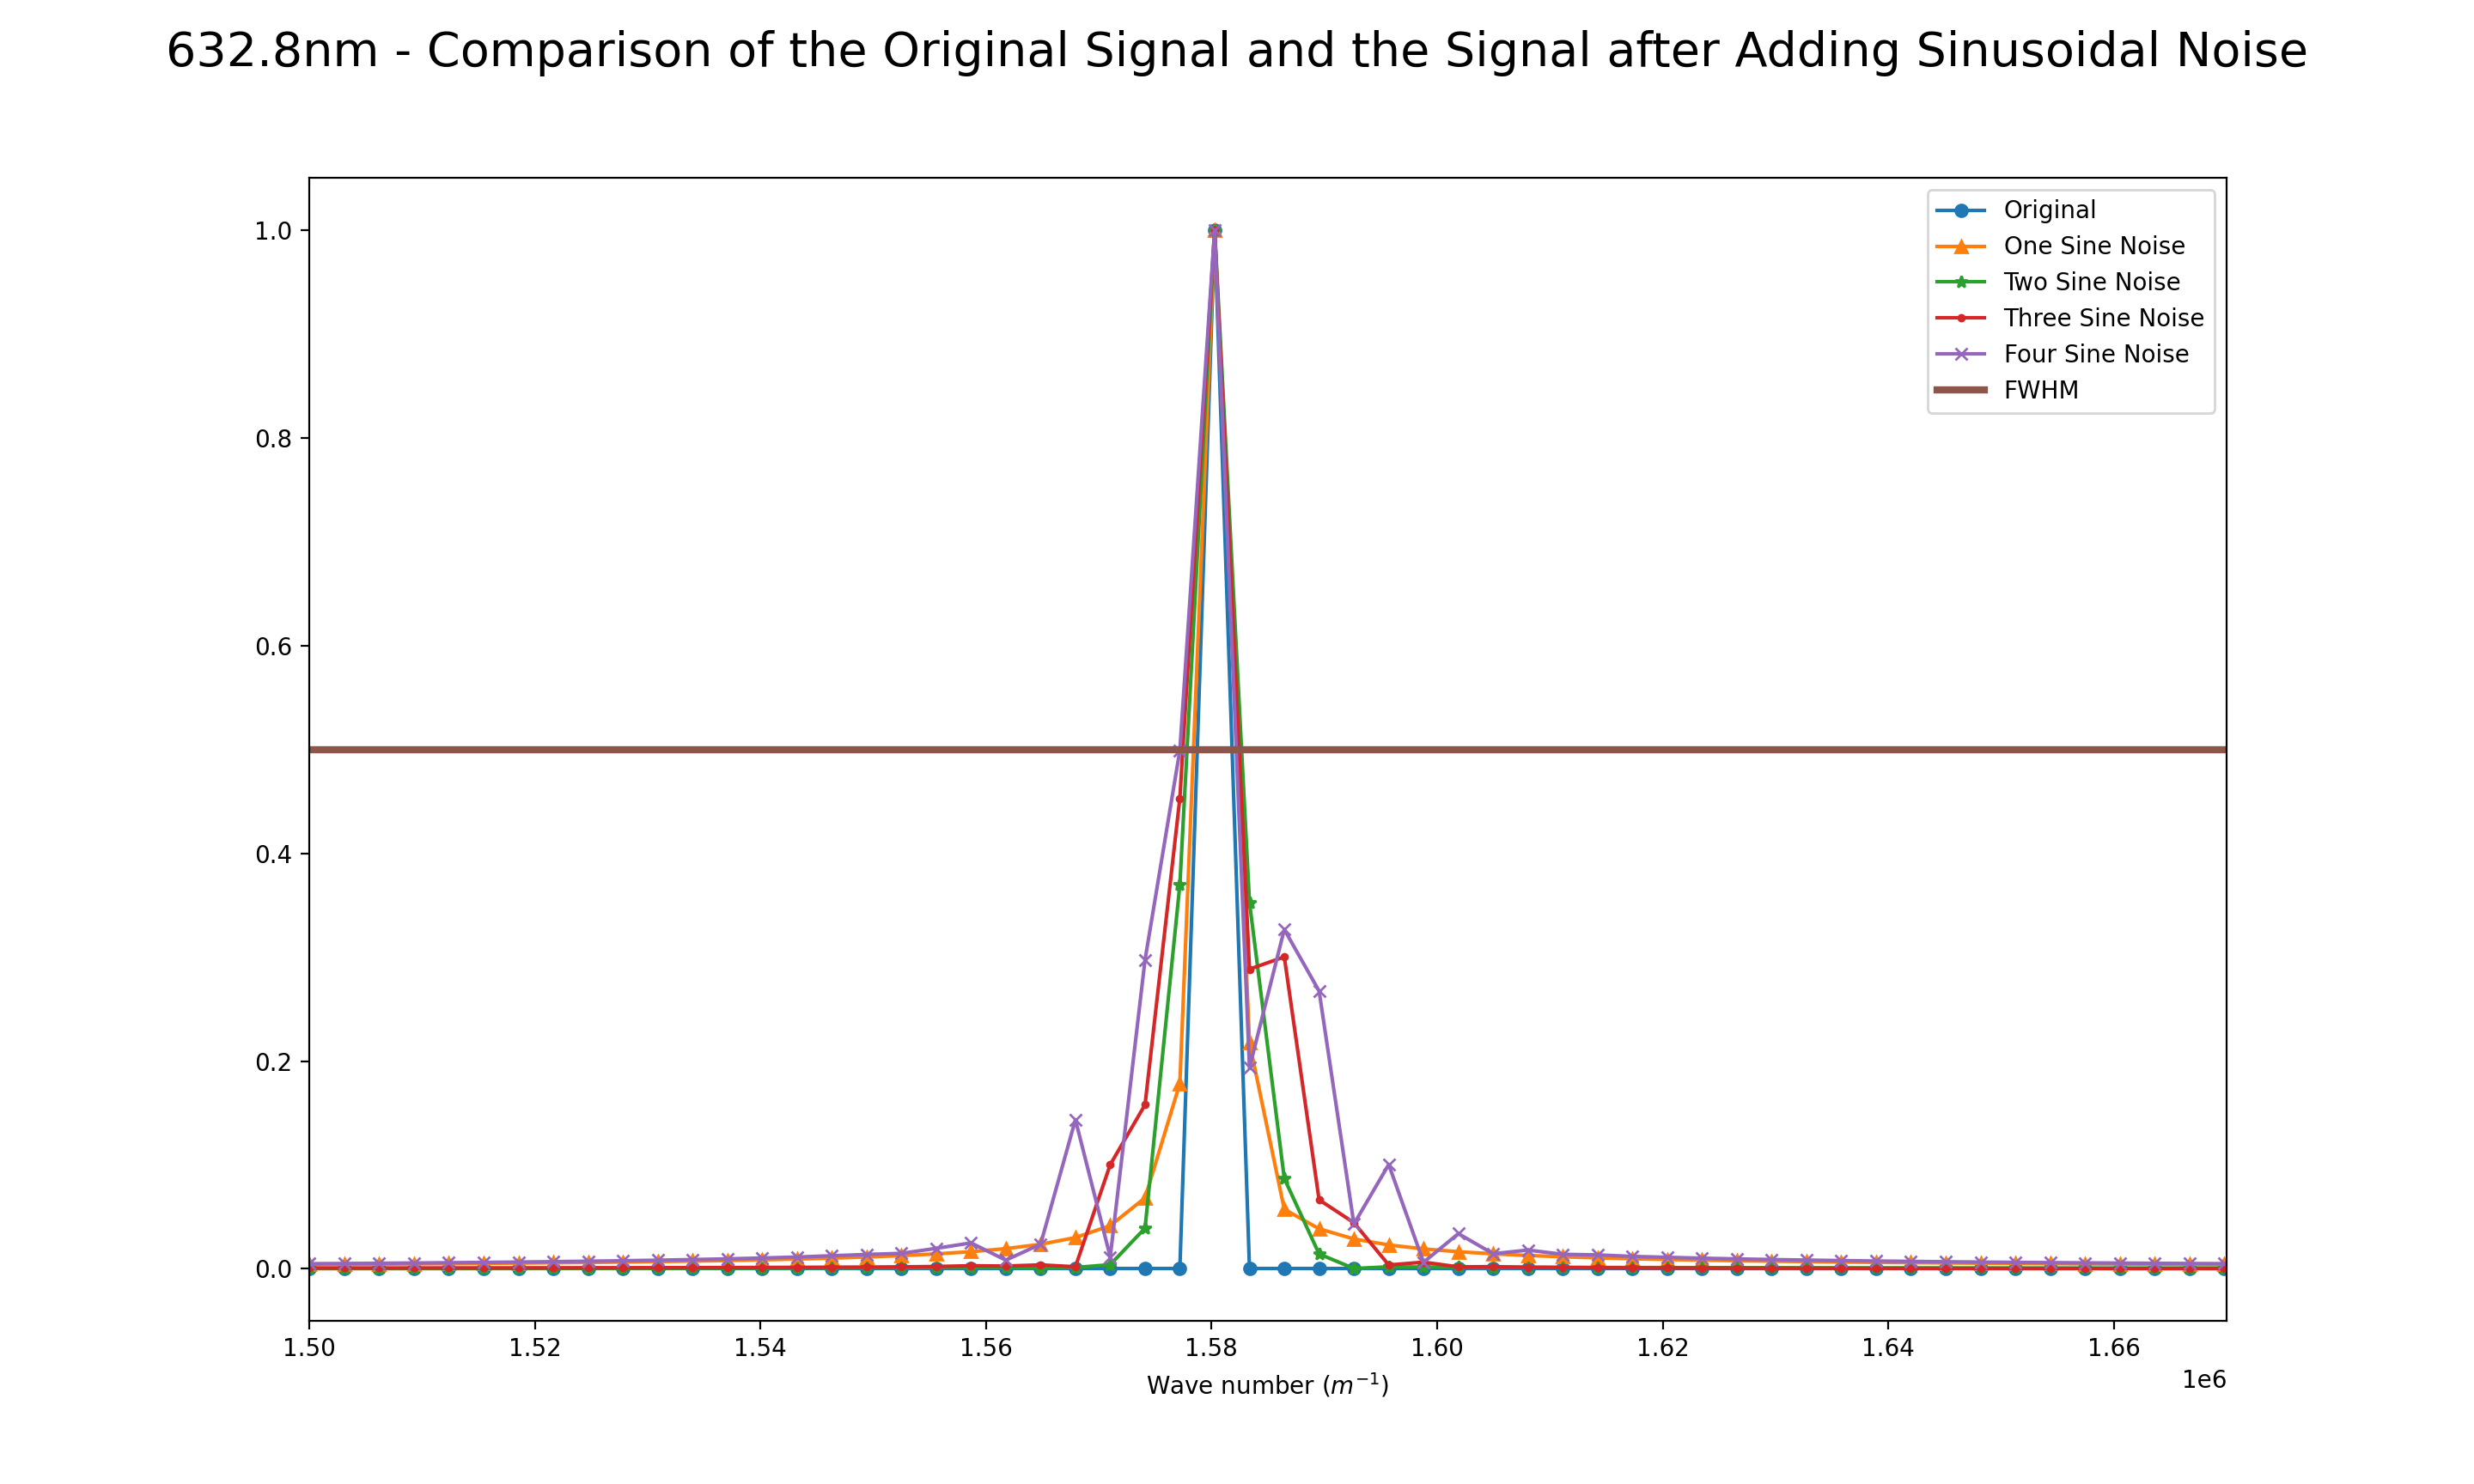 632.8nm - Comparison of the Original Signal and the Signal after Adding Sinusoidal Noise
Original
One Sine Noise
Two Sine Noise
Three Sine Noise
Four Sine Noise
FWHM
1.0
0.8
0.6
0.4
0.2
0.0
1.50 1.52 1.54 1.56 1.58 1.60 1.62 1.64 1.66
1e6
Wave number (m⁻¹)